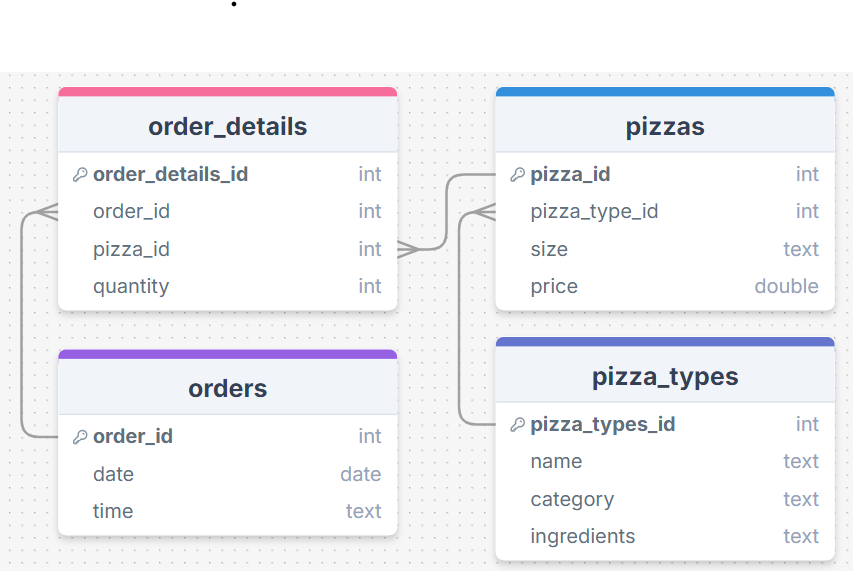 order_details
order_details_id int
order_id int
pizza_id int
quantity int
pizzas
pizza_id int
pizza_type_id int
size text
price double
orders
order_id int
date date
time text
pizza_types
pizza_types_id int
name text
category text
ingredients text